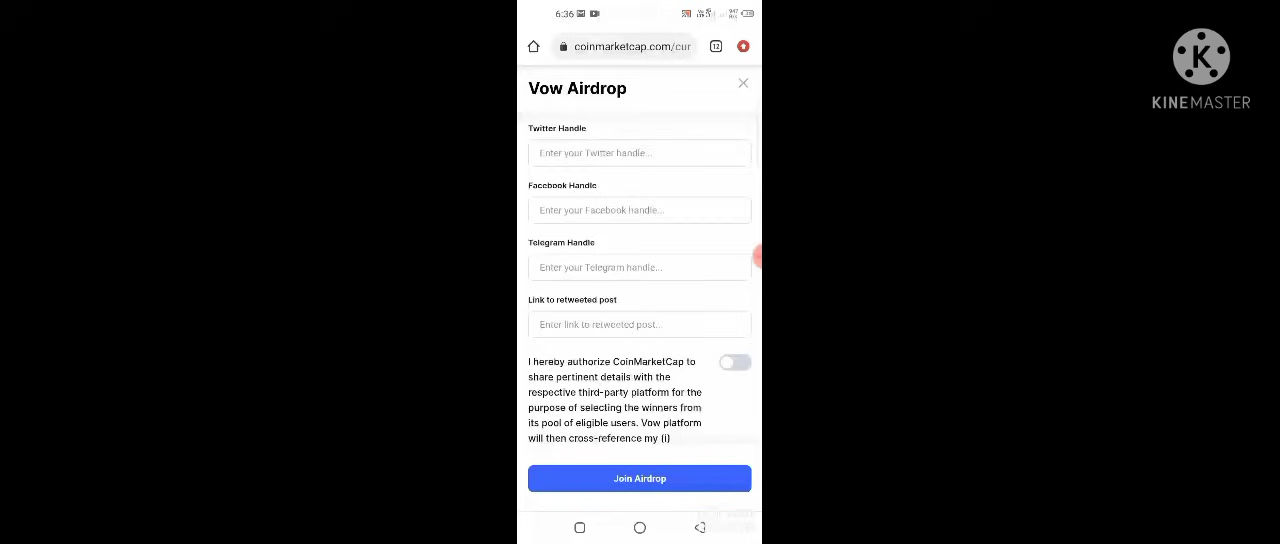 6:36
coinmarketcap.com/cur
12
Vow Airdrop
Twitter Handle
Enter your Twitter handle...
Facebook Handle
Enter your Facebook handle...
Telegram Handle
Enter your Telegram handle...
Link to retweeted post
Enter link to retweeted post...
I hereby authorize CoinMarketCap to
share pertinent details with the
respective third-party platform for the
purpose of selecting the winners from
its pool of eligible users. Vow platform
will then cross-reference my (i)
Join Airdrop
K
KINEMASTER